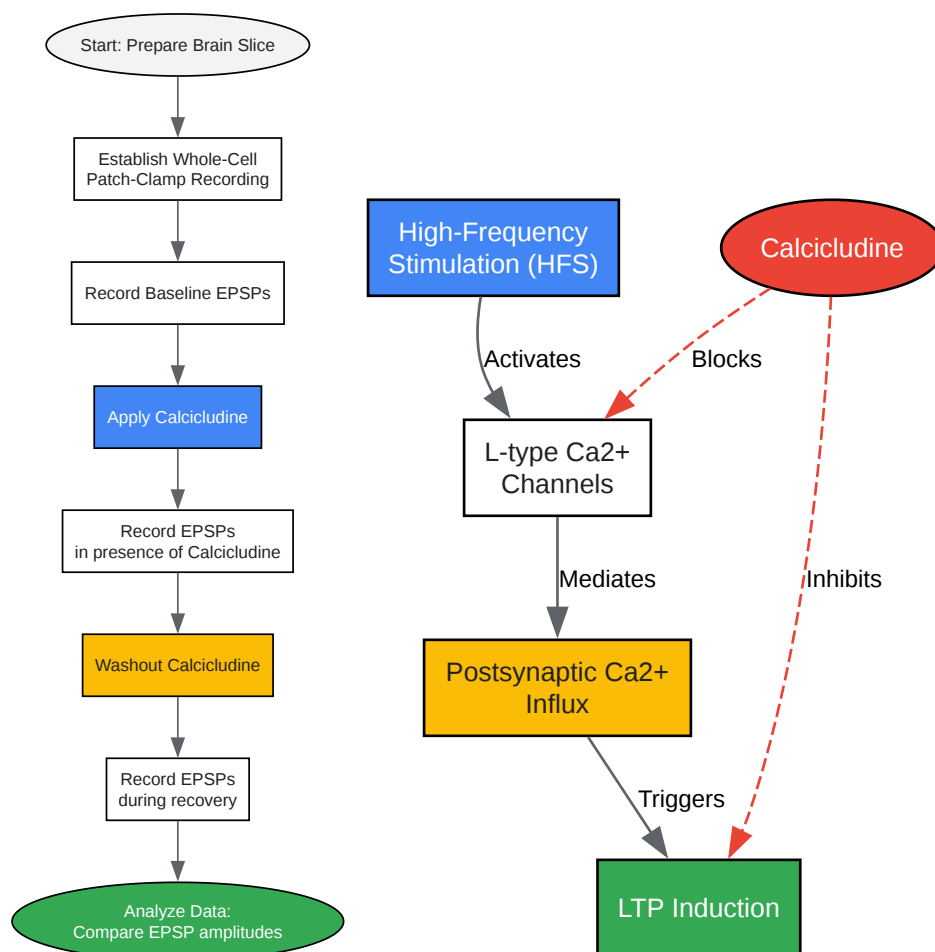 Start: Prepare Brain Slice
Establish Whole-Cell
Patch-Clamp Recording
Record Baseline EPSPs
Apply Calcicludine
Record EPSPs
in presence of Calcicludine
Washout Calcicludine
Record EPSPs
during recovery
Analyze Data:
Compare EPSP amplitudes
High-Frequency
Stimulation (HFS)
Calcicludine
Activates
Blocks
L-type Ca2+
Channels
Mediates
Inhibits
Postsynaptic Ca2+
Influx
Triggers
LTP Induction